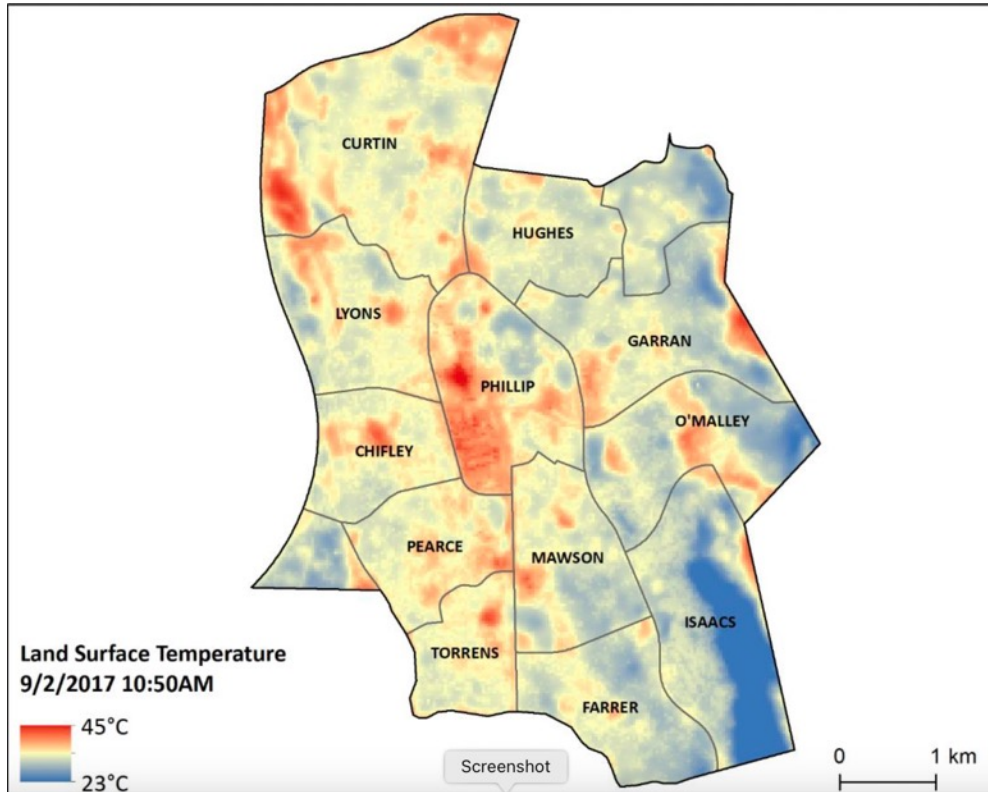 CURTIN
HUGHES
LYONS
GARRAN
PHILLIP
O'MALLEY
CHIFLEY
PEARCE
MAWSON
ISAACS
TORRENS
FARRER
Land Surface Temperature
9/2/2017 10:50AM
45°C
23°C
Screenshot
0 1 km